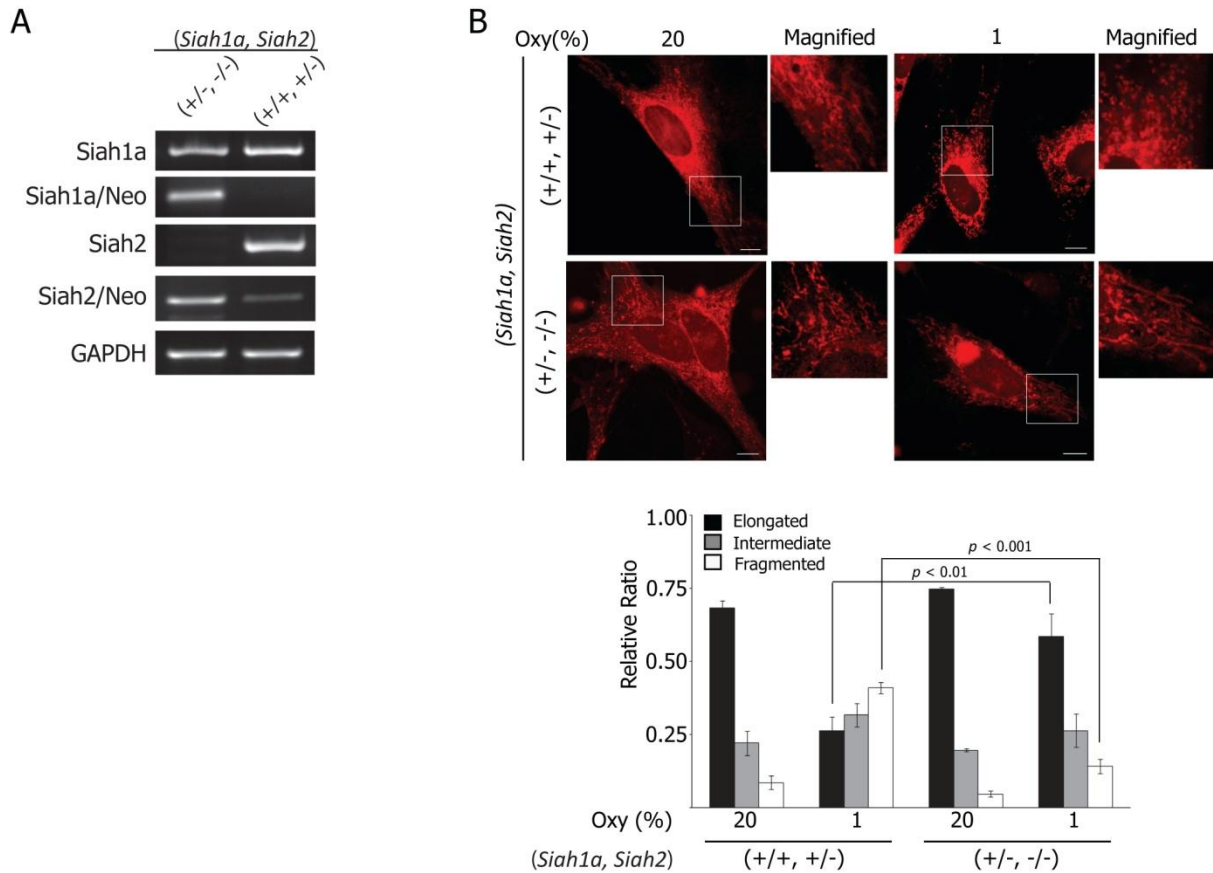 A
(Siah1a, Siah2)
(+/-, -/-)
(+/+, +/-)
Siah1a
Siah1a/Neo
Siah2
Siah2/Neo
GAPDH
B
Oxy(%) 20 Magnified 1 Magnified
(Siah1a, Siah2)
(+/+, +/-)
(+/-, -/-)
Relative Ratio
1.00
0.75
0.50
0.25
Elongated
Intermediate
Fragmented
p < 0.001
p < 0.01
Oxy (%) 20 1 20 1
(Siah1a, Siah2) (+/+, +/-) (+/-, -/-)